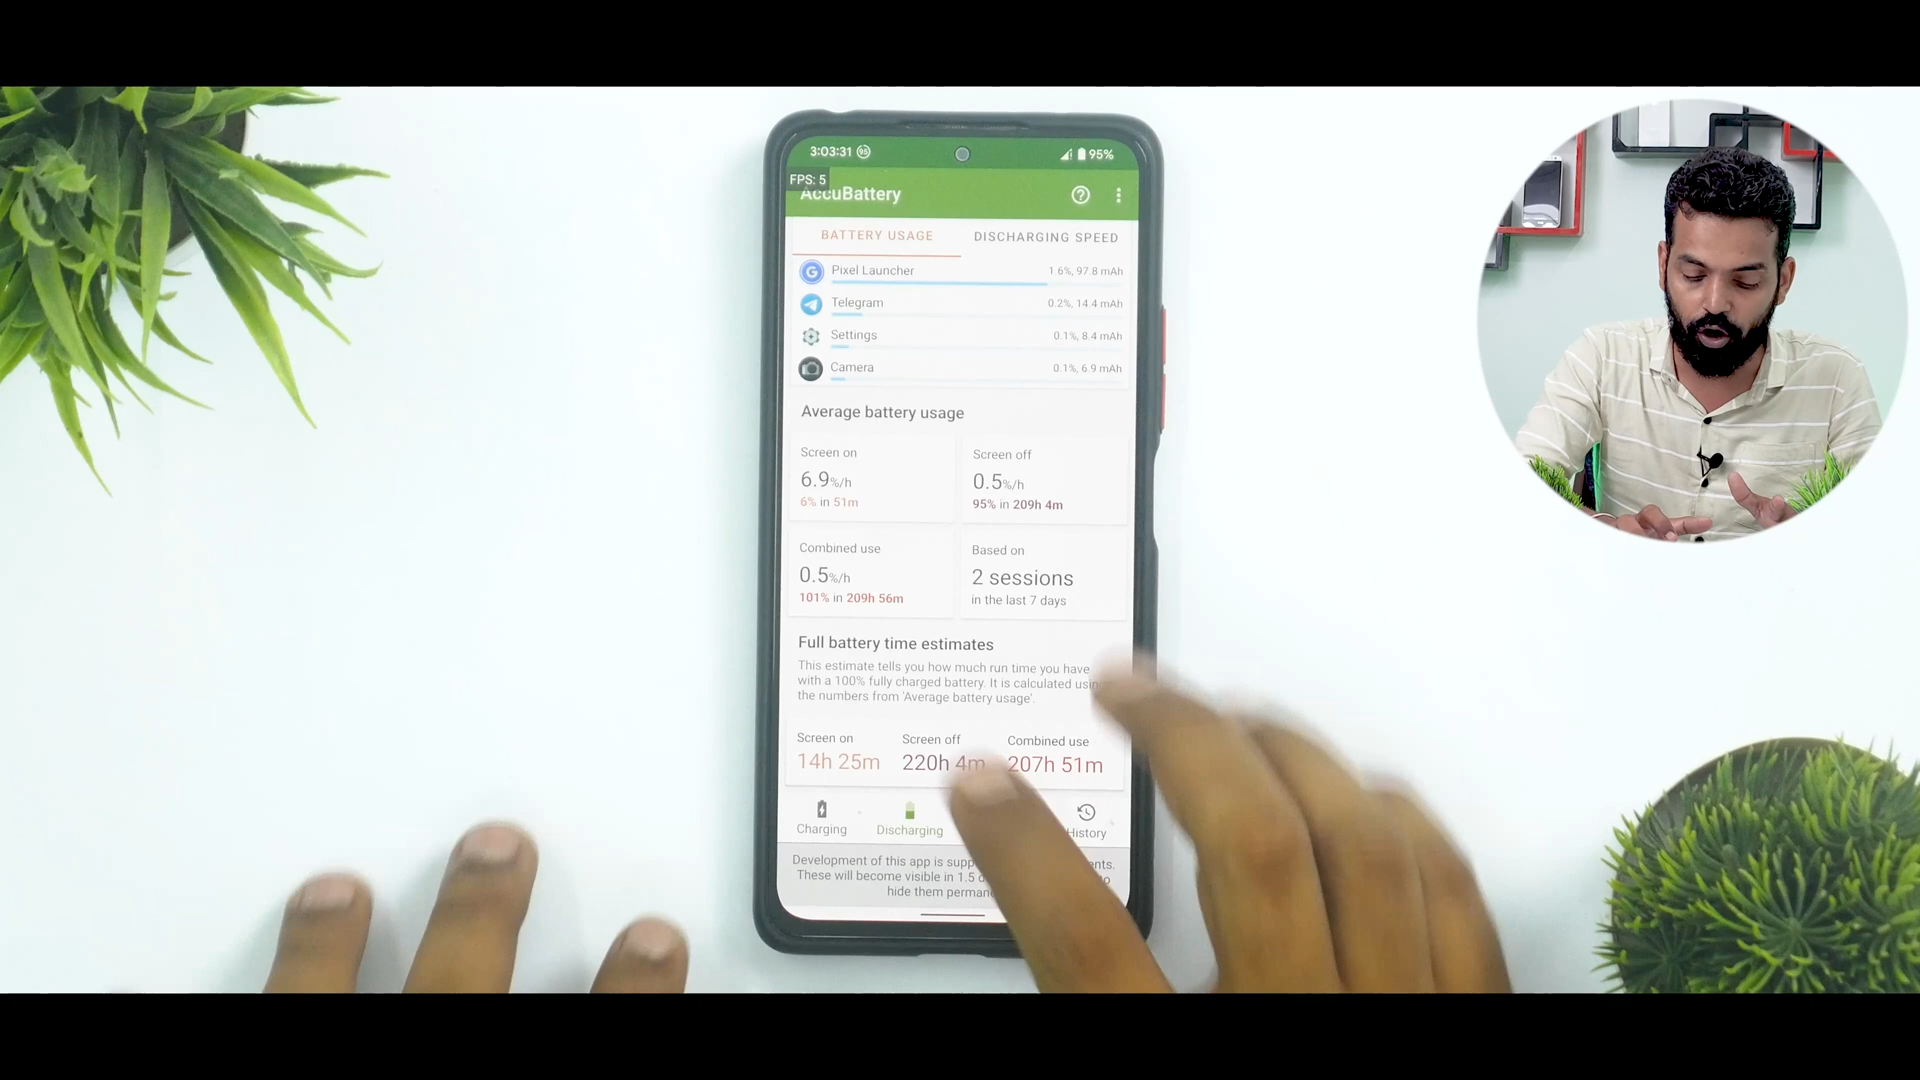 3:03:31 95 95%
FPS: 5
AccuBattery
BATTERY USAGE DISCHARGING SPEED
Pixel Launcher 1.6%, 97.8 mAh
Telegram 0.2%, 14.4 mAh
Settings 0.1%, 8.4 mAh
Camera 0.1%, 6.9 mAh
Average battery usage
Screen on Screen off
6.9%/h 0.5%/h
6% in 51m 95% in 209h 4m
Combined use Based on
0.5%/h 2 sessions
101% in 209h 56m in the last 7 days
Full battery time estimates
This estimate tells you how much run time you have
with a 100% fully charged battery. It is calculated using
the numbers from 'Average battery usage'.
Screen on Screen off Combined use
14h 25m 220h 4m 207h 51m
Charging Discharging History
Development of this app is
These will become visible in 1.5
hide them